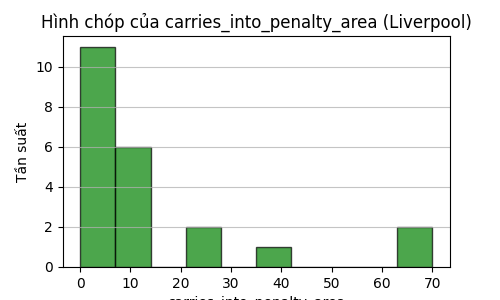 Hình chóp của carries_into_penalty_area (Liverpool)
Tần suất
10
8
6
4
2
0
0 10 20 30 40 50 60 70
carries_into_penalty_area